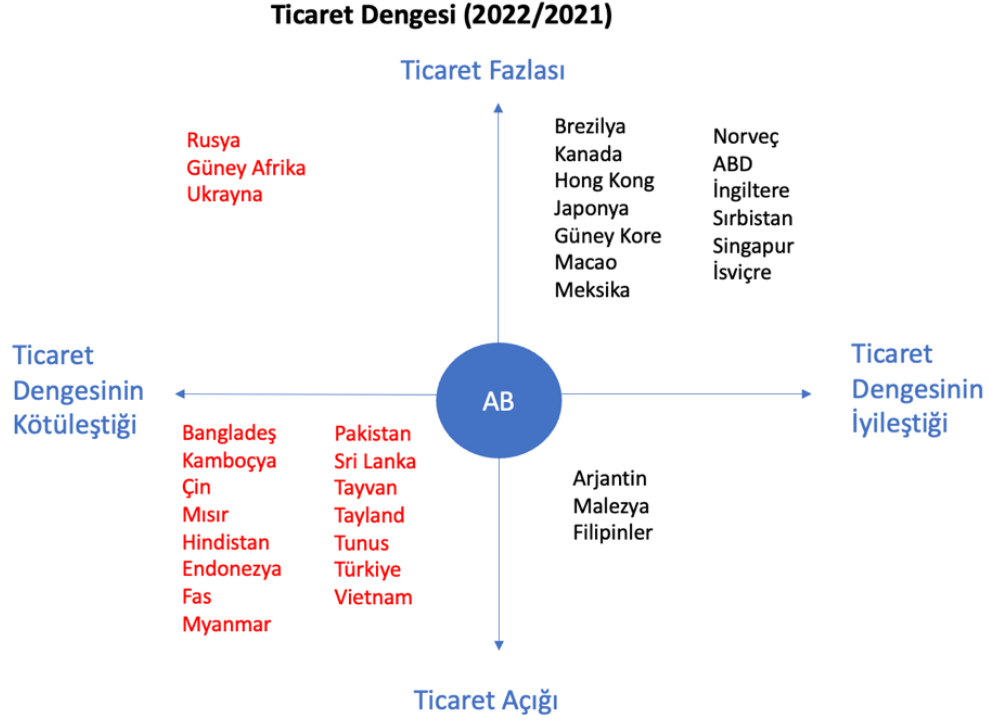 Ticaret Dengesi (2022/2021)
Ticaret Fazlası
Rusya
Güney Afrika
Ukrayna
Brezilya
Kanada
Hong Kong
Japonya
Güney Kore
Macao
Meksika
Norveç
ABD
İngiltere
Sırbistan
Singapur
İsviçre
Ticaret
Dengesinin
Kötüleştiği
AB
Ticaret
Dengesinin
İyileştiği
Bangladeş
Kamboçya
Çin
Mısır
Hindistan
Endonezya
Fas
Myanmar
Pakistan
Sri Lanka
Tayvan
Tayland
Tunus
Türkiye
Vietnam
Arjantin
Malezya
Filipinler
Ticaret Açığı